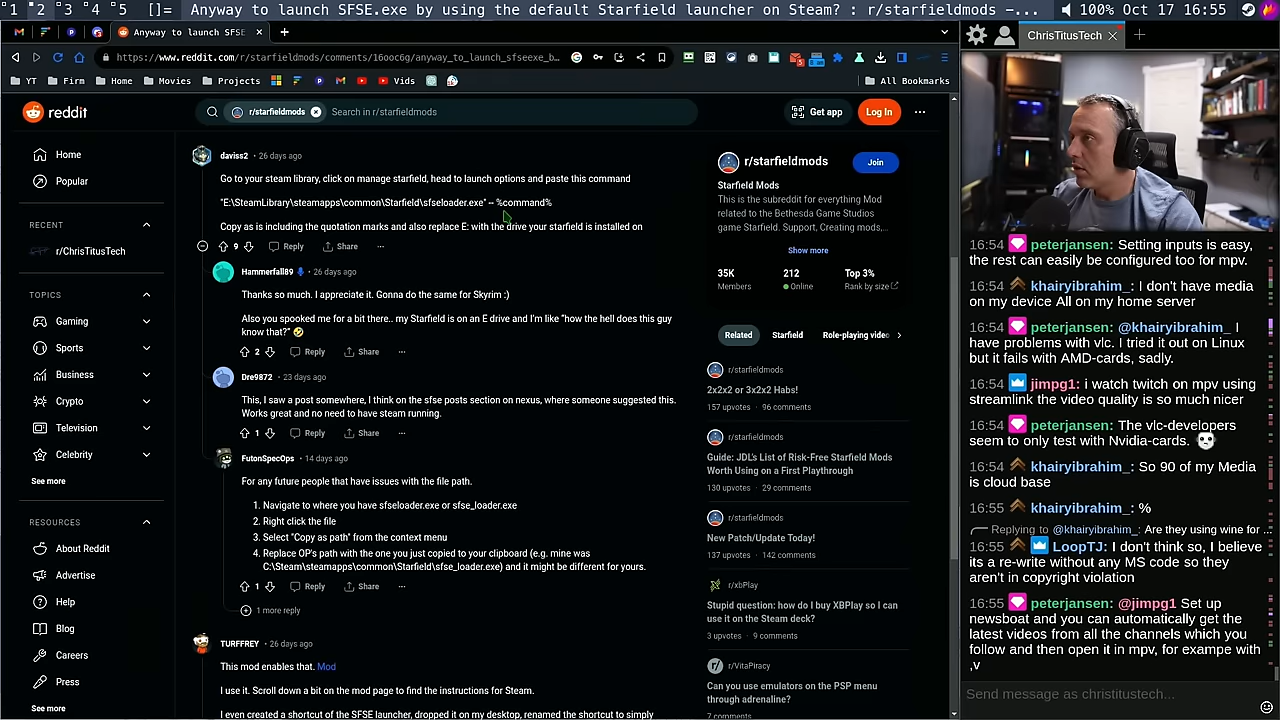 1 2 3 4 5 []= Anyway to launch SFSE.exe by using the default Starfield launcher on Steam? : r/starfieldmods —... 100% Oct 17 16:55
Anyway to launch SFSE
https://www.reddit.com/r/starfieldmods/comments/16ooc6g/anyway_to_launch_sfseexe_b...
YT Firm Home Movies Projects Vids All Bookmarks
reddit
r/starfieldmods Search in r/starfieldmods
Get app
Log In
Home
Popular
RECENT
r/ChrisTitusTech
TOPICS
Gaming
Sports
Business
Crypto
Television
Celebrity
See more
RESOURCES
About Reddit
Advertise
Help
Blog
Careers
Press
See more
daviss2 • 26 days ago
Go to your steam library, click on manage starfield, head to launch options and paste this command
"E:\SteamLibrary\steamapps\common\Starfield\sfseloader.exe" -- %command%
Copy as is including the quotation marks and also replace E: with the drive your starfield is installed on
9 Reply Share ...
Hammerfall89 • 26 days ago
Thanks so much. I appreciate it. Gonna do the same for Skyrim :)
Also you spooked me for a bit there.. my Starfield is on an E drive and I'm like "how the hell does this guy
know that?" 🤣
2 Reply Share ...
Dre9872 • 23 days ago
This, I saw a post somewhere, I think on the sfse posts section on nexus, where someone suggested this.
Works great and no need to have steam running.
1 Reply Share ...
FutonSpecOps • 14 days ago
For any future people that have issues with the file path.
1. Navigate to where you have sfseloader.exe or sfse_loader.exe
2. Right click the file
3. Select "Copy as path" from the context menu
4. Replace OP's path with the one you just copied to your clipboard (e.g. mine was
C:\Steam\steamapps\common\Starfield\sfse_loader.exe) and it might be different for yours.
1 Reply Share ...
1 more reply
TURFFREY • 26 days ago
This mod enables that. Mod
I use it. Scroll down a bit on the mod page to find the instructions for Steam.
I even created a shortcut of the SFSE launcher, dropped it on my desktop, renamed the shortcut to simply
r/starfieldmods
Join
Starfield Mods
This is the subreddit for everything Mod
related to the Bethesda Game Studios
game Starfield. Support, Creating mods,...
Show more
35K 212 Top 3%
Members Online Rank by size
Related Starfield Role-playing video
r/starfieldmods
2x2x2 or 3x2x2 Habs!
157 upvotes • 96 comments
r/starfieldmods
Guide: JDL's List of Risk-Free Starfield Mods
Worth Using on a First Playthrough
130 upvotes • 29 comments
r/starfieldmods
New Patch/Update Today!
137 upvotes • 142 comments
r/xbPlay
Stupid question: how do I buy XBPlay so I can
use it on the Steam deck?
3 upvotes • 9 comments
r/VitaPiracy
Can you use emulators on the PSP menu
through adrenaline?
7 comments
ChrisTitusTech
16:54 peterjansen: Setting inputs is easy,
the rest can easily be configured too for mpv.
16:54 khairyibrahim_: I don't have media
on my device All on my home server
16:54 peterjansen: @khairyibrahim_ I
have problems with vlc. I tried it out on Linux
but it fails with AMD-cards, sadly.
16:54 jimpg1: i watch twitch on mpv using
streamlink the video quality is so much nicer
16:54 peterjansen: The vlc-developers
seem to only test with Nvidia-cards.
16:54 khairyibrahim_: So 90 of my Media
is cloud base
16:55 khairyibrahim_: %
Replying to @khairyibrahim_: Are they using wine for ...
16:55 LoopTJ: I don't think so, I believe
its a re-write without any MS code so they
aren't in copyright violation
16:55 peterjansen: @jimpg1 Set up
newsboat and you can automatically get the
latest videos from all the channels which you
follow and then open it in mpv, for exampe with
,v
Send message as christitustech...